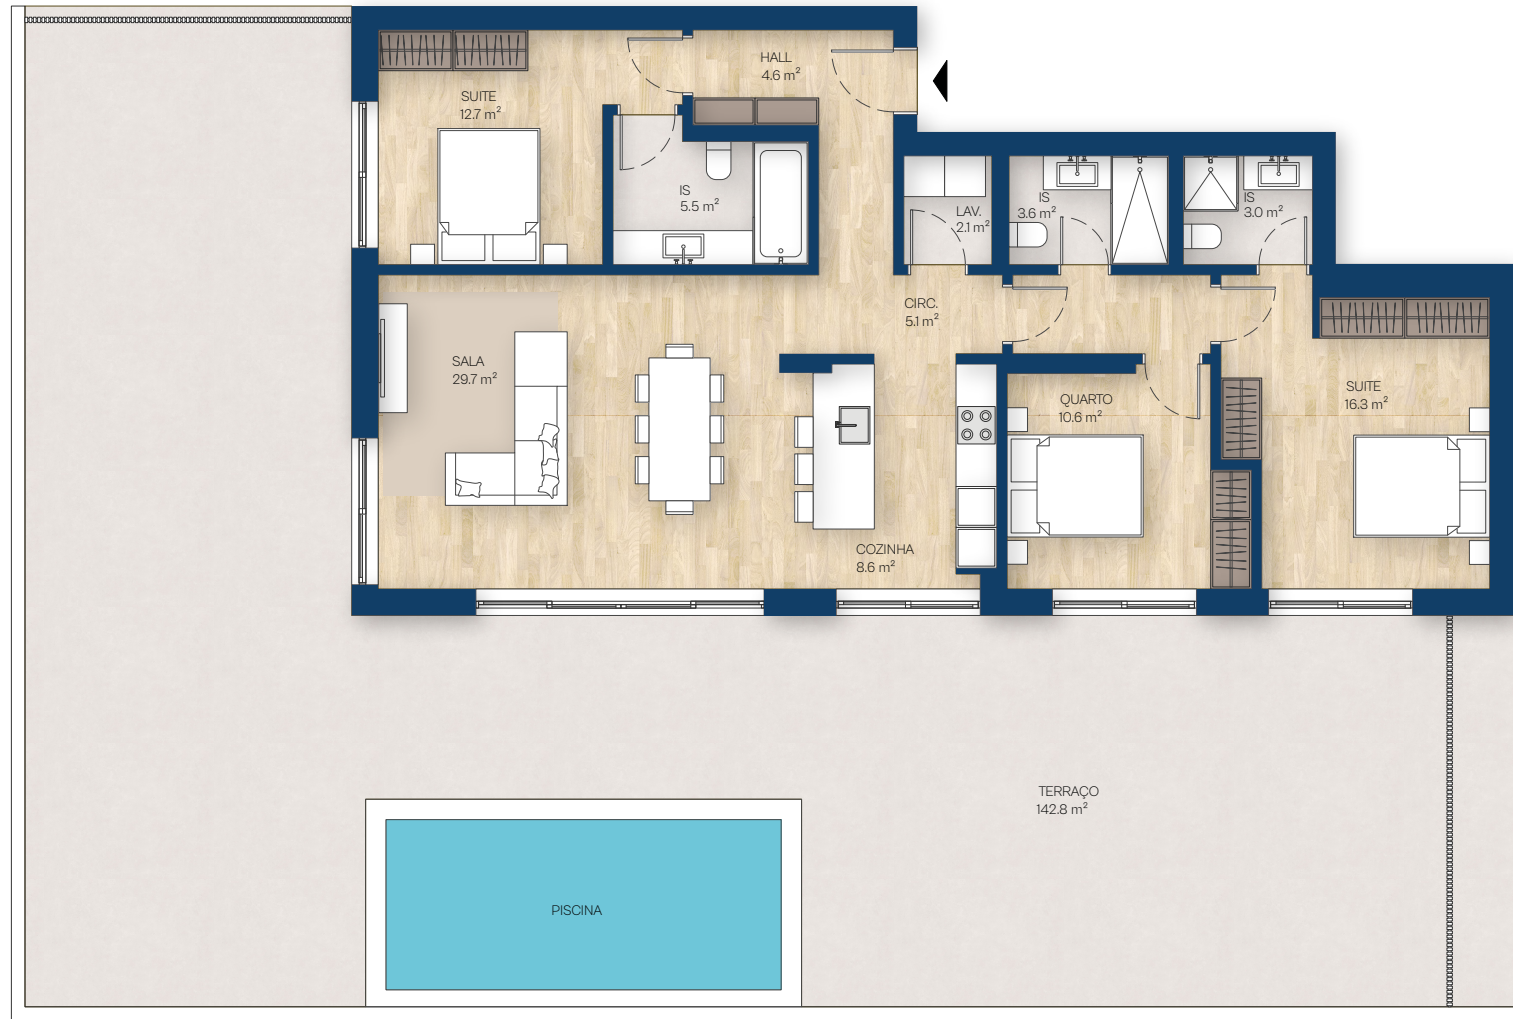 HALL
4.6 m²
SUITE
12.7 m²
IS
5.5 m²
LAV.
2.1 m²
IS
3.6 m²
IS
3.0 m²
CIRC.
5.1 m²
SALA
29.7 m²
QUARTO
10.6 m²
SUITE
16.3 m²
COZINHA
8.6 m²
TERRAÇO
142.8 m²
PISCINA